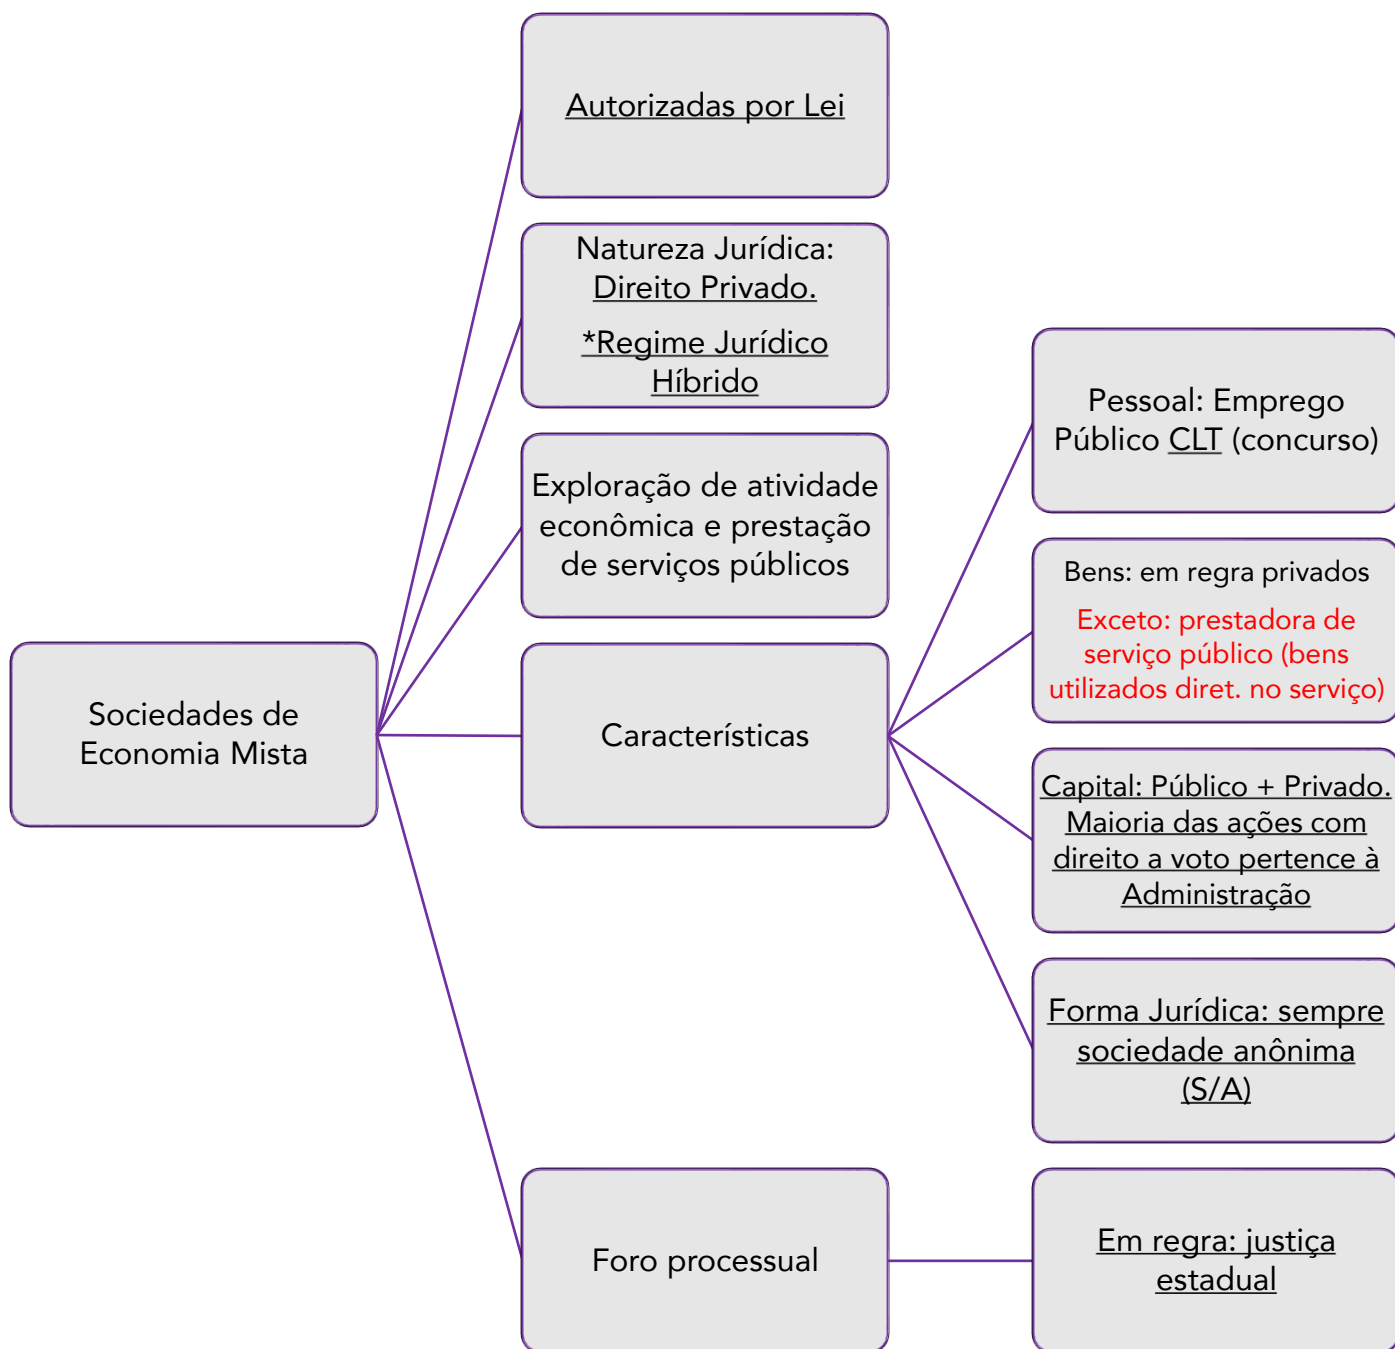 Autorizadas por Lei
Natureza Jurídica:
Direito Privado.
*Regime Jurídico
Híbrido
Exploração de atividade
econômica e prestação
de serviços públicos
Sociedades de
Economia Mista
Características
Pessoal: Emprego
Público CLT (concurso)
Bens: em regra privados
Exceto: prestadora de
serviço público (bens
utilizados diret. no serviço)
Capital: Público + Privado.
Maioria das ações com
direito a voto pertence à
Administração
Forma Jurídica: sempre
sociedade anônima
(S/A)
Foro processual
Em regra: justiça
estadual